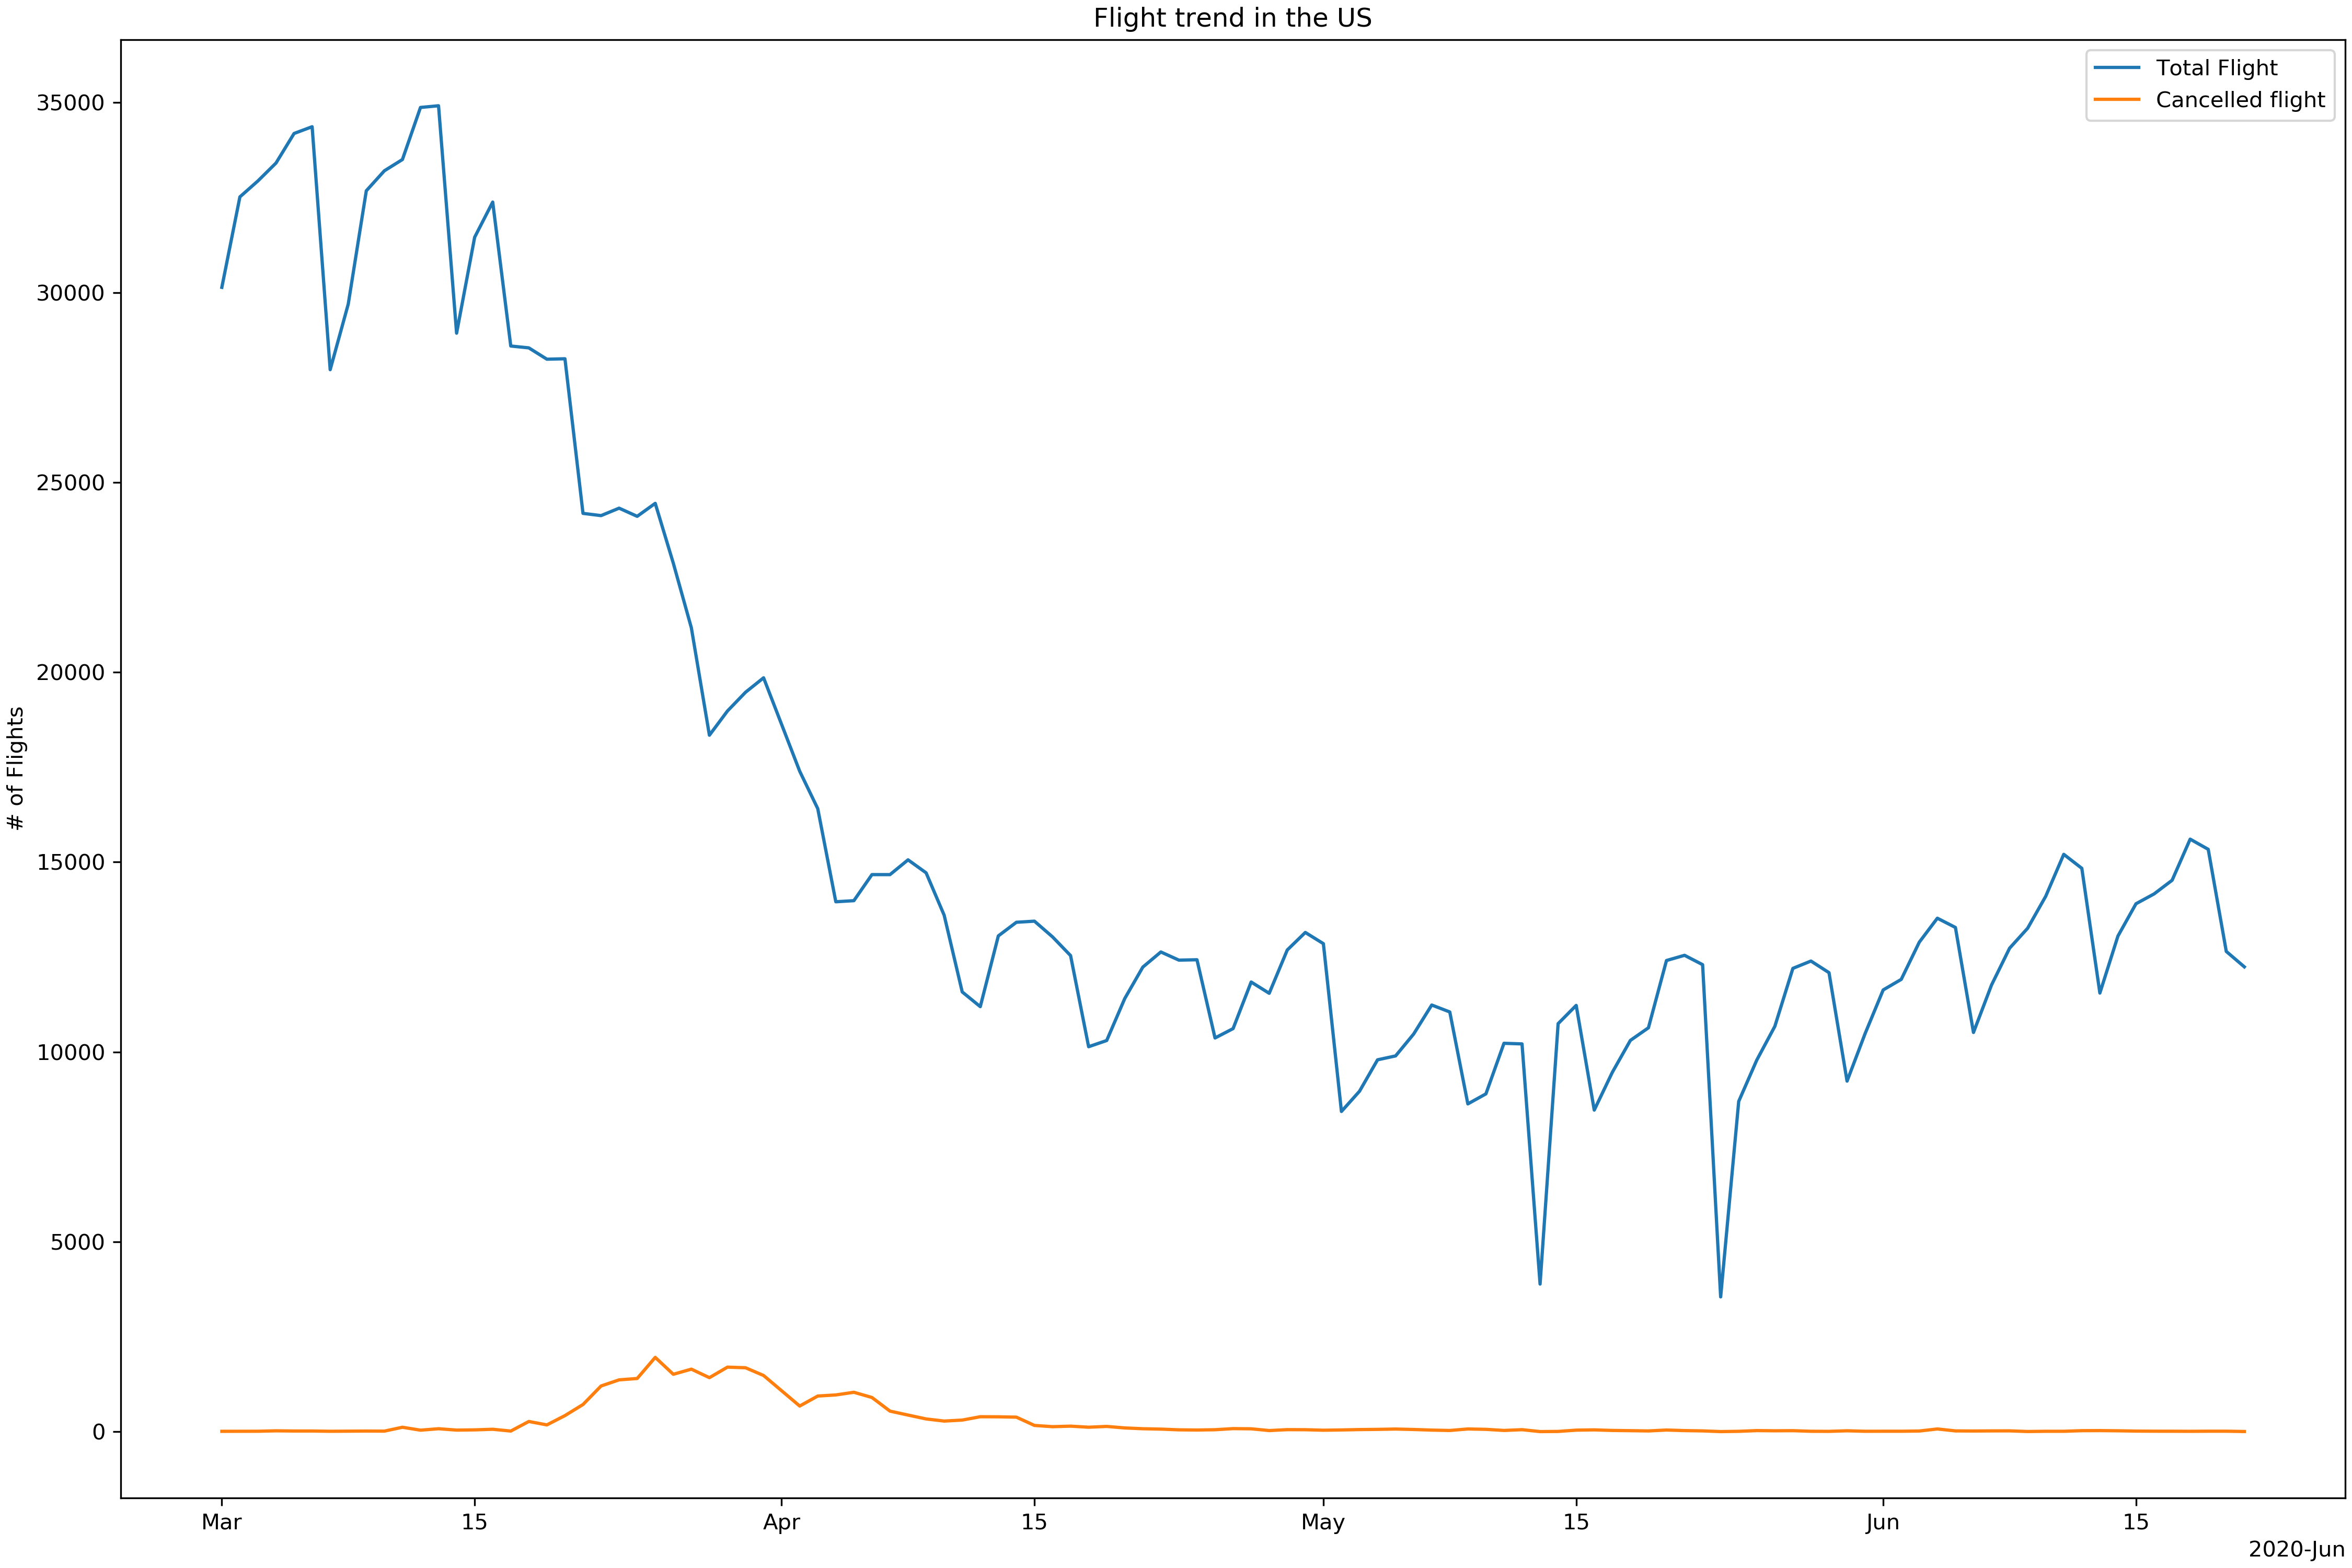 Flight trend in the US
Total Flight
Cancelled flight
35000
30000
25000
20000
15000
10000
5000
0
# of Flights
Mar 15 Apr 15 May 15 Jun 15
2020-Jun